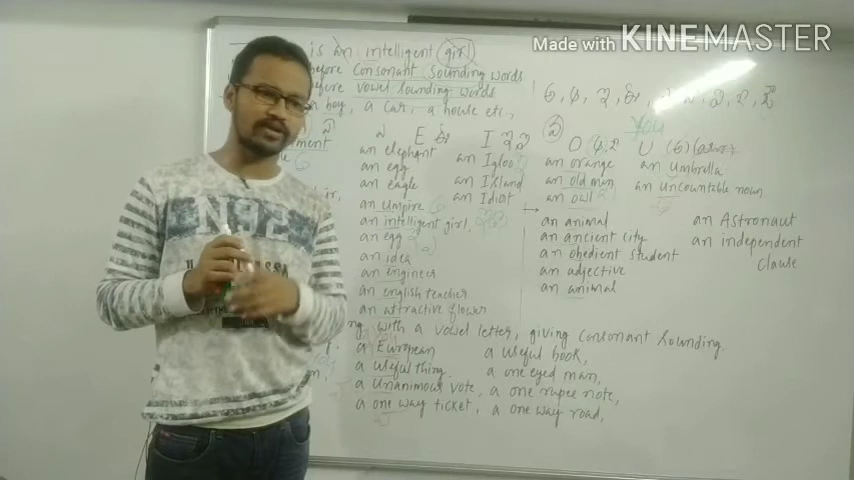 Made with KINEMASTER
is an intelligent girl
before Consonant Sounding words
before vowel Sounding words
a boy, a car, a house etc.,
E
I
O
U
You
an elephant
an egg
an eagle
an Umpire
an intelligent girl,
an egg
an idea
an engineer
an english teacher
an attractive flower
an Igloo
an Island
an Idiot
an orange
an old man
an owl
an Umbrella
an Uncountable noun
an animal
an ancient city
an obedient student
an adjective
an animal
an Astronaut
an independent
clause
with a vowel letter, giving Consonant Sounding.
a European
a useful book,
a useful thing.
a one eyed man,
a Unanimous vote,
a one rupee note,
a one way ticket,
a one way road,